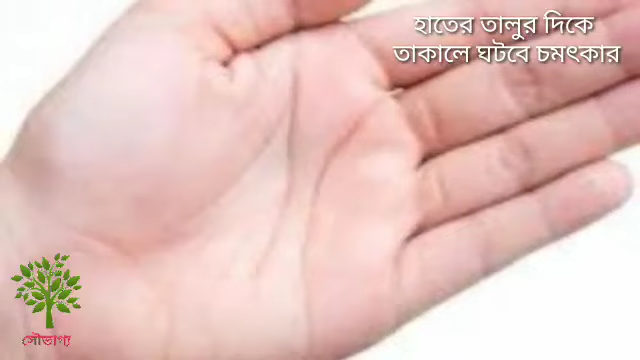 হাতের তালুর দিকে
তাকালে ঘটবে চমৎকার
সৌভাগ্য